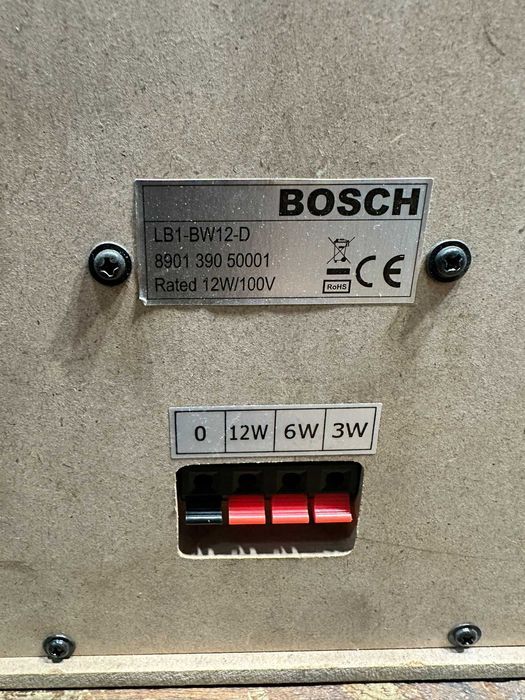 BOSCH
LB1-BW12-D
8901 390 50001
Rated 12W/100V
CE
RoHS
0 12W 6W 3W